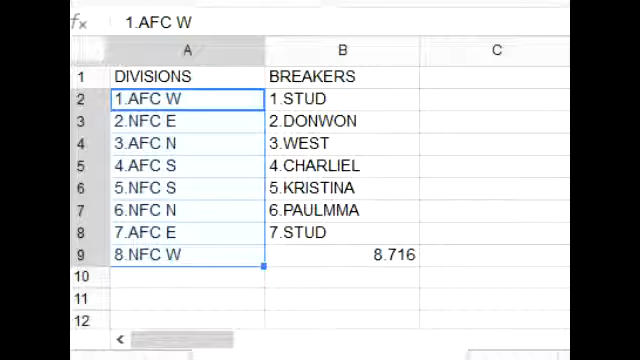 fx 1.AFC W
A B C
1 DIVISIONS BREAKERS
2 1.AFC W 1.STUD
3 2.NFC E 2.DONWON
4 3.AFC N 3.WEST
5 4.AFC S 4.CHARLIEL
6 5.NFC S 5.KRISTINA
7 6.NFC N 6.PAULMMA
8 7.AFC E 7.STUD
9 8.NFC W 8.716
10
11
12